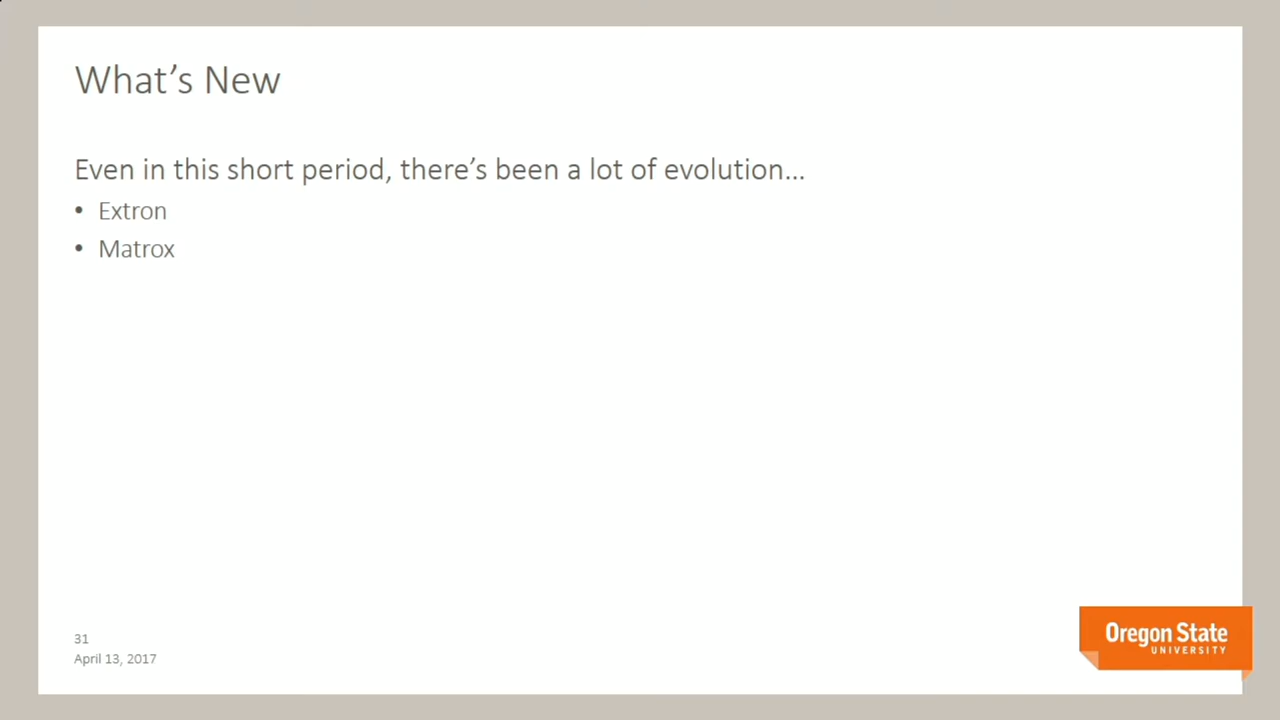 What's New
Even in this short period, there's been a lot of evolution...
• Extron
• Matrox
31
April 13, 2017
Oregon State
UNIVERSITY